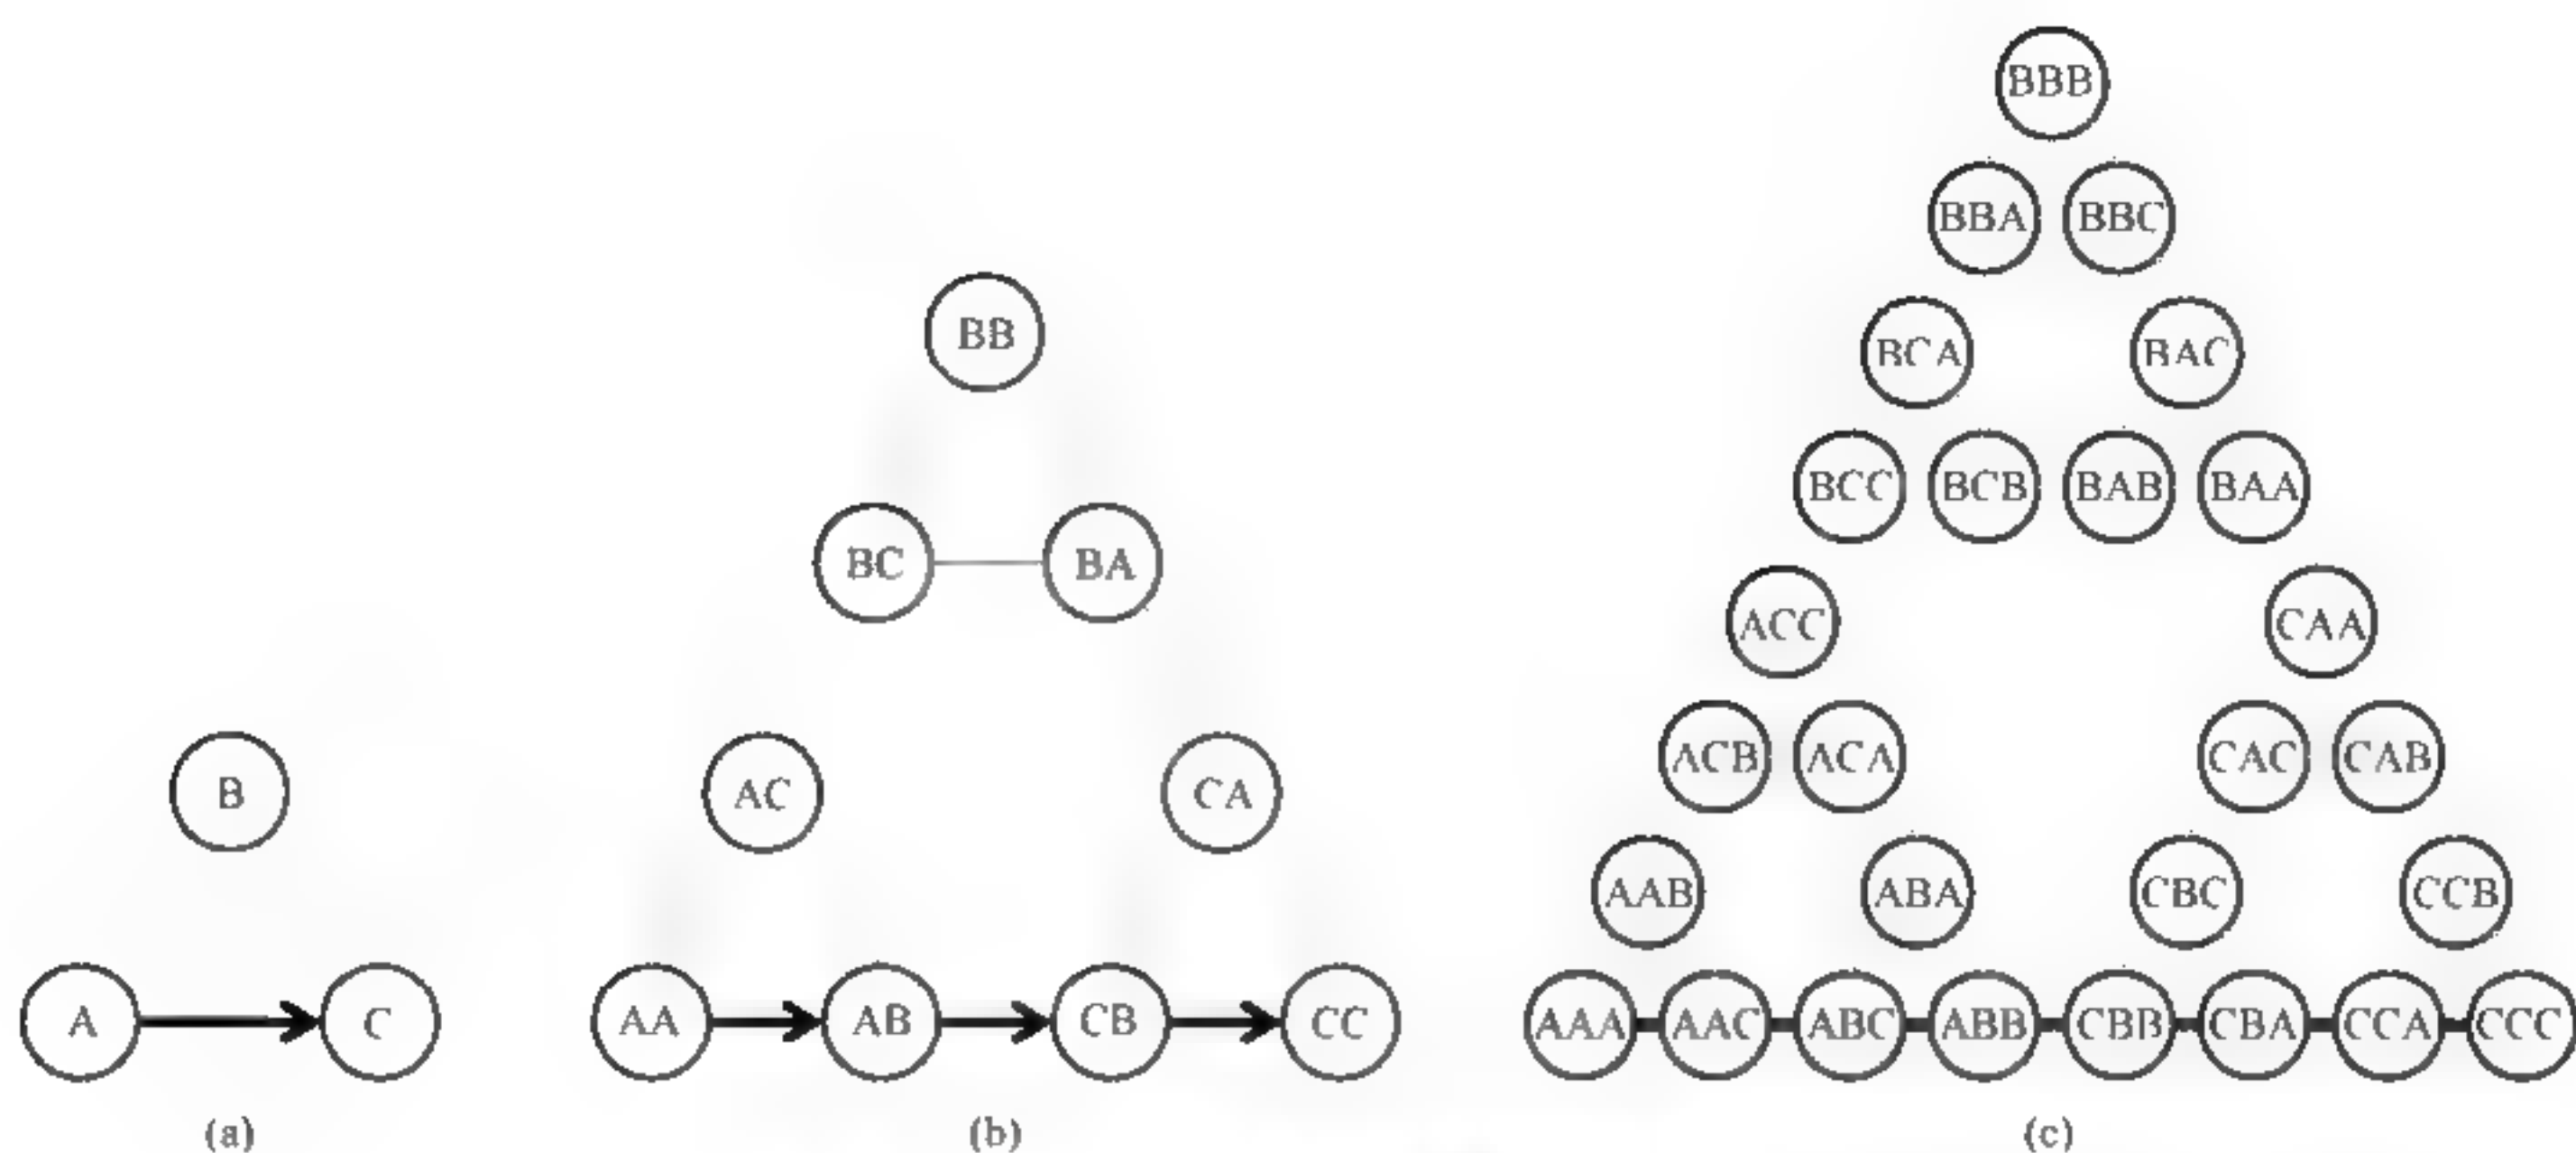 BBB
BBA BBC
BB
BCA BAC
BCC BCB BAB BAA
BC BA
ACC CAA
B
AC CA
ACB ACA CAC CAB
AAB ABA CBC CCB
A C
AA AB CB CC
AAA AAC ABC ABB CBB CBA CCA CCC
(a) (b) (c)